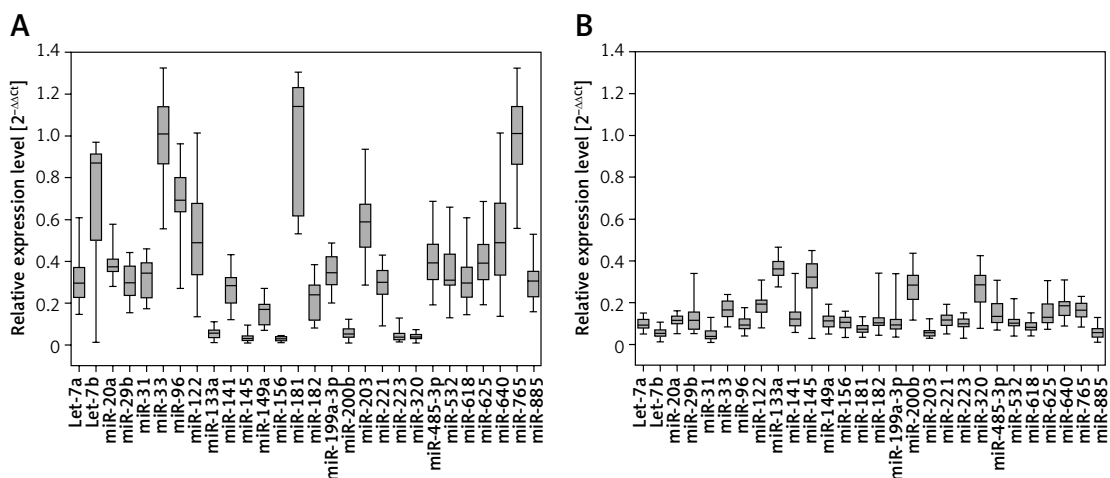 A
Relative expression level [2-ΔΔCt]
1.4
1.2
1.0
0.8
0.6
0.4
0.2
0
Let-7a
Let-7b
miR-20a
miR-29b
miR-31
miR-33
miR-96
miR-122
miR-133a
miR-141
miR-145
miR-149a
miR-156
miR-181
miR-182
miR-199a-3p
miR-200b
miR-203
miR-221
miR-223
miR-320
miR-485-3p
miR-532
miR-618
miR-625
miR-640
miR-765
miR-885
B
Relative expression level [2-ΔΔCt]
1.4
1.2
1.0
0.8
0.6
0.4
0.2
0
Let-7a
Let-7b
miR-20a
miR-29b
miR-31
miR-33
miR-96
miR-122
miR-133a
miR-141
miR-145
miR-149a
miR-156
miR-181
miR-182
miR-199a-3p
miR-200b
miR-203
miR-221
miR-223
miR-320
miR-485-3p
miR-532
miR-618
miR-625
miR-640
miR-765
miR-885